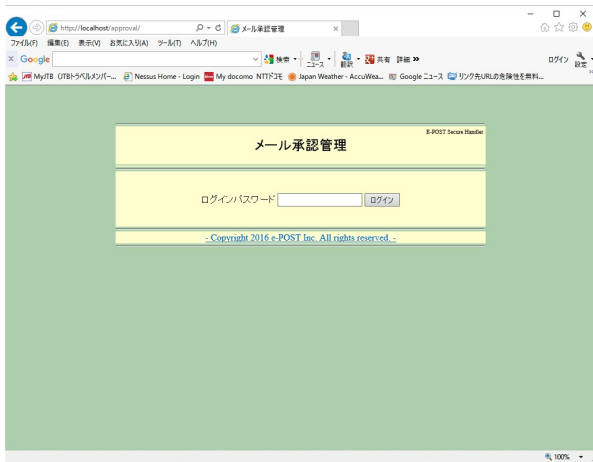 http://localhost/approval/
メール承認管理
ファイル(F) 編集(E) 表示(V) お気に入り(A) ツール(T) ヘルプ(H)
× Google 検索 ニュース 翻訳 共有 詳細 » ログイン 設定
MyJTB (JTBトラベルメンバー... Nessus Home - Login My docomo NTTドコモ Japan Weather - AccuWea... Google ニュース リンク先URLの危険性を無料...
E-POST Secure Handler
メール承認管理
ログインパスワード ログイン
- Copyright 2016 e-POST Inc. All rights reserved. -
100%